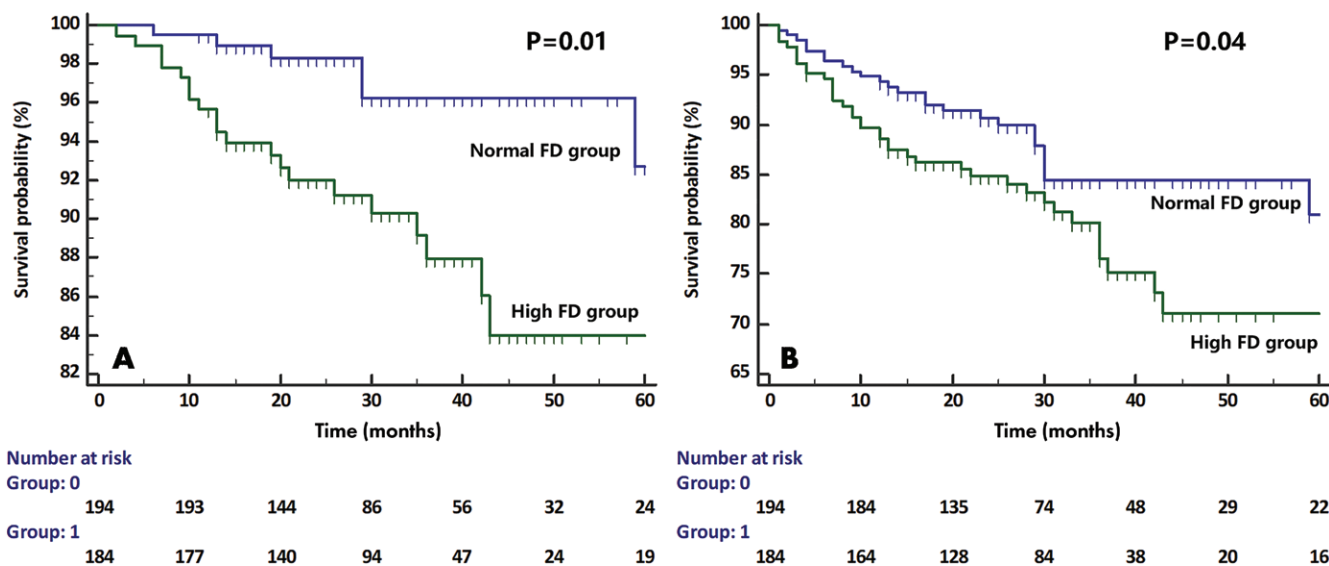 100
98
96
94
92
90
88
86
84
82
Survival probability (%)
P=0.01
Normal FD group
High FD group
A
0 10 20 30 40 50 60
Time (months)
Number at risk
Group: 0
194 193 144 86 56 32 24
Group: 1
184 177 140 94 47 24 19
100
95
90
85
80
75
70
65
Survival probability (%)
P=0.04
Normal FD group
High FD group
B
0 10 20 30 40 50 60
Time (months)
Number at risk
Group: 0
194 184 135 74 48 29 22
Group: 1
184 164 128 84 38 20 16